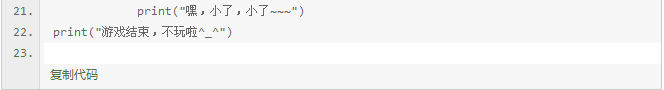 21.             print("嘿，小了，小了~~~")
22. print("游戏结束，不玩啦^_^")
23.
复制代码